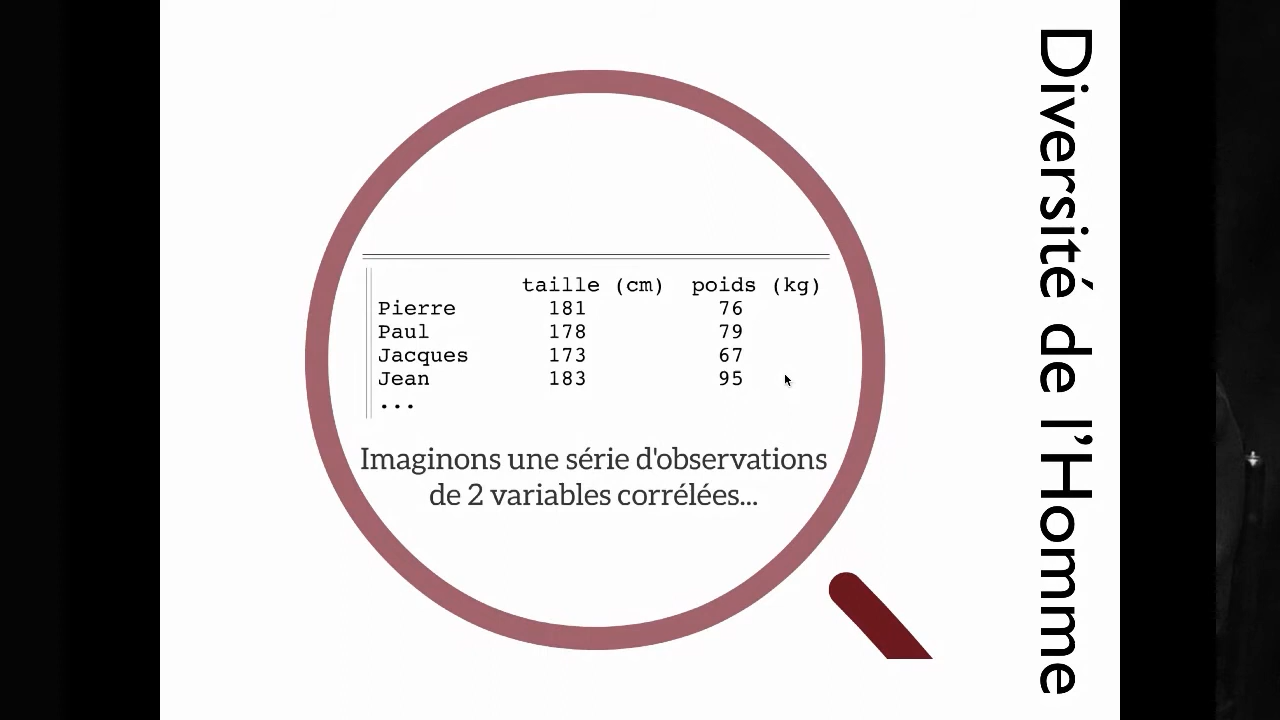 Diversité de l'Homme
taille (cm) poids (kg)
Pierre 181 76
Paul 178 79
Jacques 173 67
Jean 183 95
...
Imaginons une série d'observations
de 2 variables corrélées...